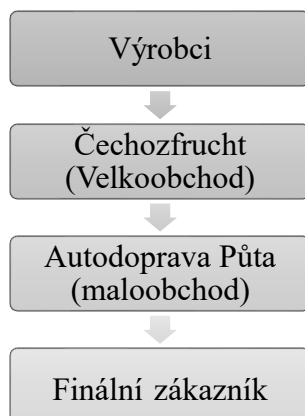 Výrobci
Čechozfrucht
(Velkoobchod)
Autodoprava Půta
(maloobchod)
Finální zákazník